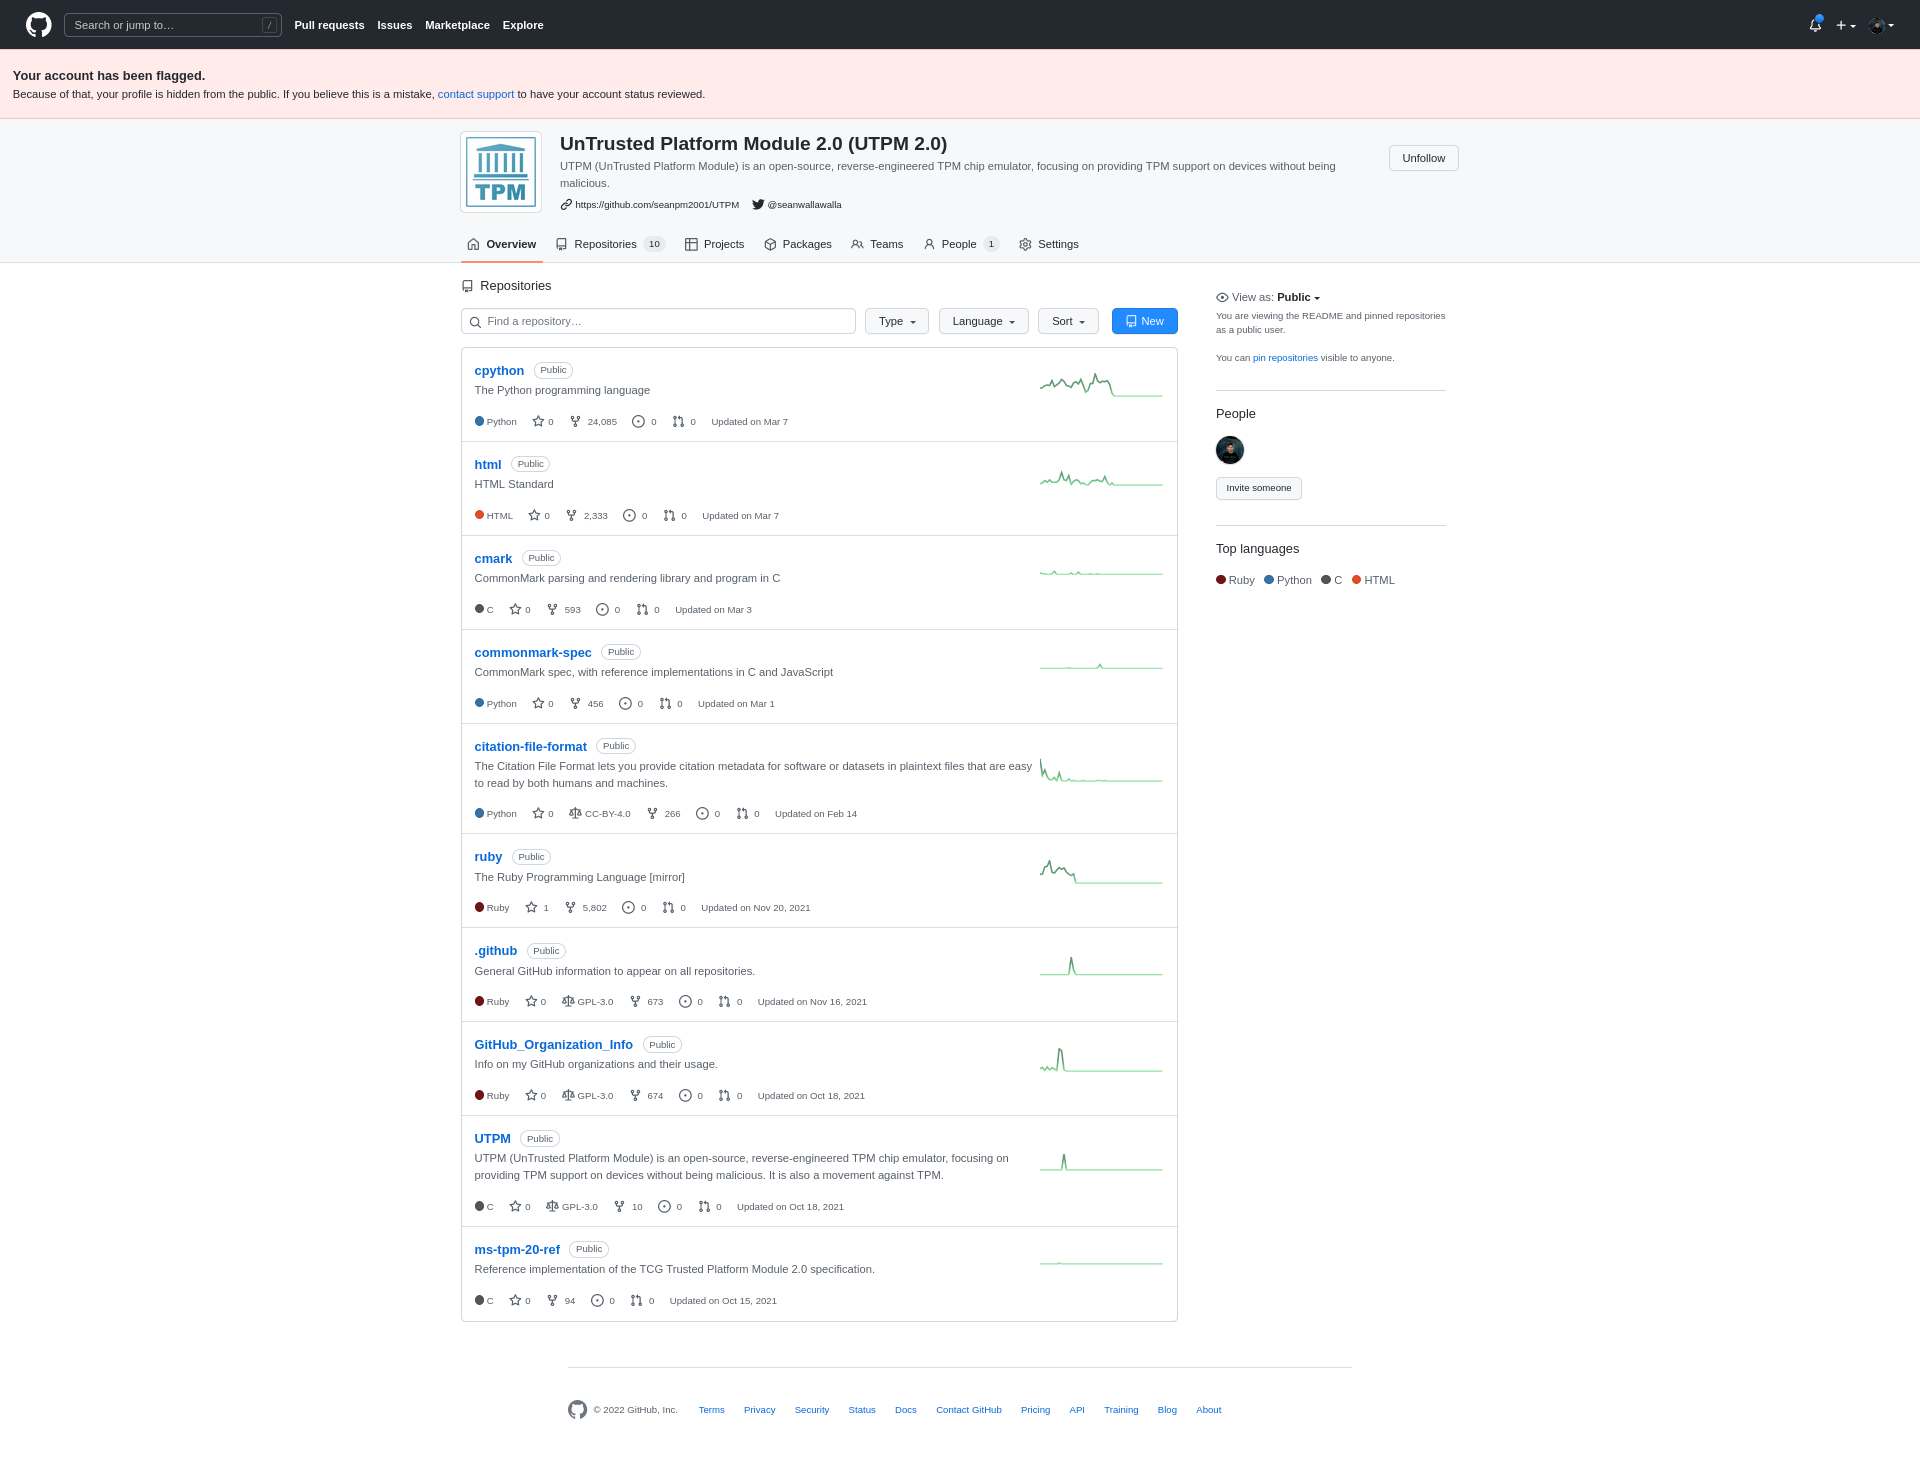 Search or jump to…
/
Pull requests Issues Marketplace Explore
Your account has been flagged.
Because of that, your profile is hidden from the public. If you believe this is a mistake, contact support to have your account status reviewed.
TPM
UnTrusted Platform Module 2.0 (UTPM 2.0)
UTPM (UnTrusted Platform Module) is an open-source, reverse-engineered TPM chip emulator, focusing on providing TPM support on devices without being
malicious.
https://github.com/seanpm2001/UTPM @seanwallawalla
Unfollow
Overview Repositories 10 Projects Packages Teams People 1 Settings
Repositories
Find a repository…
Type Language Sort New
cpython Public
The Python programming language
Python 0 24,085 0 0 Updated on Mar 7
html Public
HTML Standard
HTML 0 2,333 0 0 Updated on Mar 7
cmark Public
CommonMark parsing and rendering library and program in C
C 0 593 0 0 Updated on Mar 3
commonmark-spec Public
CommonMark spec, with reference implementations in C and JavaScript
Python 0 456 0 0 Updated on Mar 1
citation-file-format Public
The Citation File Format lets you provide citation metadata for software or datasets in plaintext files that are easy
to read by both humans and machines.
Python 0 CC-BY-4.0 266 0 0 Updated on Feb 14
ruby Public
The Ruby Programming Language [mirror]
Ruby 1 5,802 0 0 Updated on Nov 20, 2021
.github Public
General GitHub information to appear on all repositories.
Ruby 0 GPL-3.0 673 0 0 Updated on Nov 16, 2021
GitHub_Organization_Info Public
Info on my GitHub organizations and their usage.
Ruby 0 GPL-3.0 674 0 0 Updated on Oct 18, 2021
UTPM Public
UTPM (UnTrusted Platform Module) is an open-source, reverse-engineered TPM chip emulator, focusing on
providing TPM support on devices without being malicious. It is also a movement against TPM.
C 0 GPL-3.0 10 0 0 Updated on Oct 18, 2021
ms-tpm-20-ref Public
Reference implementation of the TCG Trusted Platform Module 2.0 specification.
C 0 94 0 0 Updated on Oct 15, 2021
View as: Public
You are viewing the README and pinned repositories
as a public user.
You can pin repositories visible to anyone.
People
Invite someone
Top languages
Ruby Python C HTML
© 2022 GitHub, Inc. Terms Privacy Security Status Docs Contact GitHub Pricing API Training Blog About